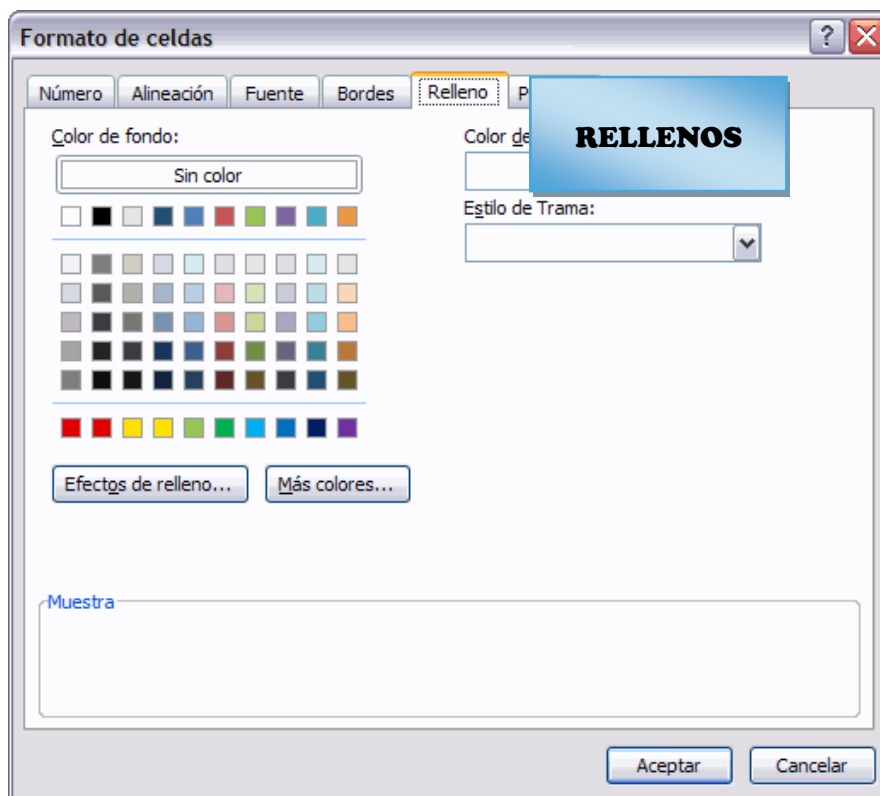 Formato de celdas
Número Alineación Fuente Bordes Relleno
RELLENOS
Color de fondo:
Sin color
Color de
Estilo de Trama:
Efectos de relleno... Más colores...
Muestra
Aceptar Cancelar